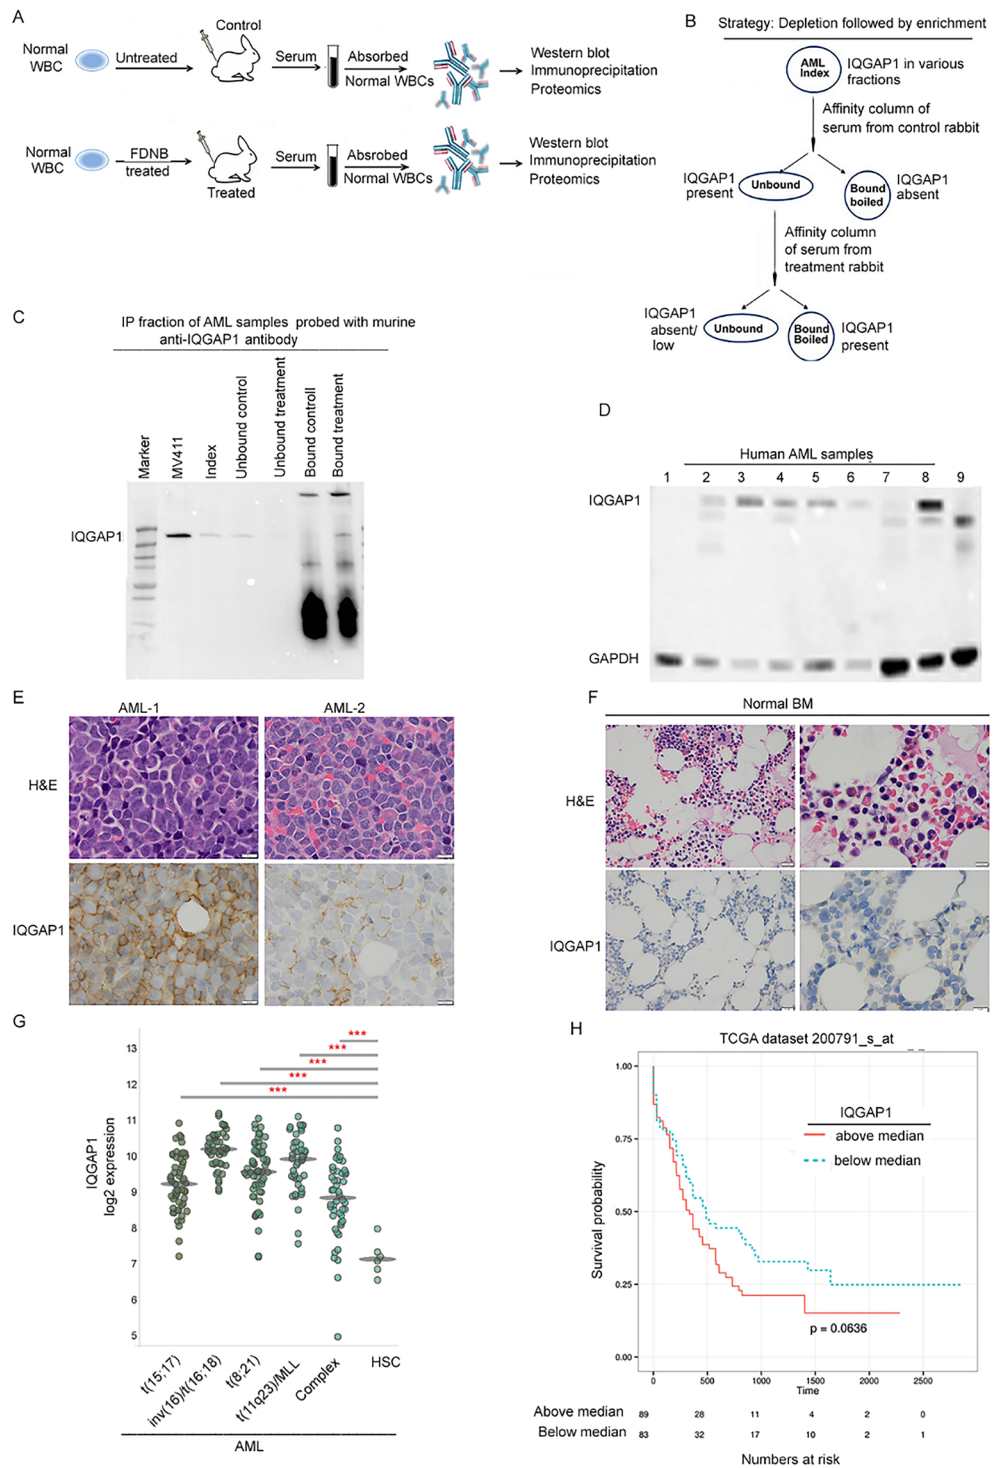 A
Control
Normal
WBC
Untreated
Serum
Absorbed
Normal WBCs
Western blot
Immunoprecipitation
Proteomics
Normal
WBC
FDNB
treated
Treated
Serum
Absrobed
Normal WBCs
Western blot
Immunoprecipitation
Proteomics
B
Strategy: Depletion followed by enrichment
AML
Index
IQGAP1 in various
fractions
Affinity column of
serum from control rabbit
IQGAP1
present
Unbound
Bound
boiled
IQGAP1
absent
Affinity column
of serum from
treatment rabbit
IQGAP1
absent/
low
Unbound
Bound
Boiled
IQGAP1
present
C
IP fraction of AML samples probed with murine
anti-IQGAP1 antibody
Marker
MV411
Index
Unbound control
Unbound treatment
Bound controll
Bound treatment
IQGAP1
D
Human AML samples
1 2 3 4 5 6 7 8 9
IQGAP1
GAPDH
E
AML-1
AML-2
H&E
IQGAP1
F
Normal BM
H&E
IQGAP1
G
IQGAP1
log2 expression
13
12
11
10
9
8
7
6
5
***
***
***
***
***
t(15;17)
inv(16)/t(16;18)
t(8;21)
t(11q23)/MLL
Complex
HSC
AML
H
TCGA dataset 200791_s_at
Survival probability
1.00
0.75
0.50
0.25
0.00
IQGAP1
above median
below median
p = 0.0636
0 500 1000 1500 2000 2500
Time
Above median 89 28 11 4 2 0
Below median 83 32 17 10 2 1
Numbers at risk